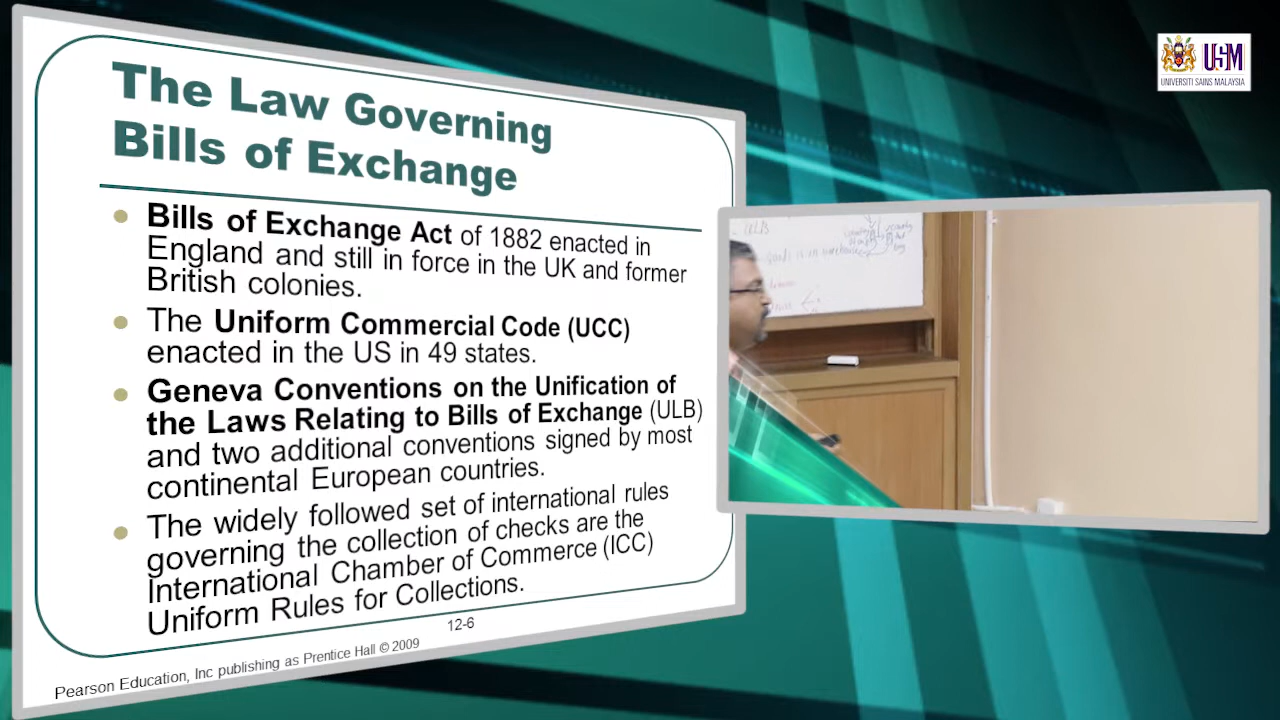 The Law Governing
Bills of Exchange
Bills of Exchange Act of 1882 enacted in
England and still in force in the UK and former
British colonies.
The Uniform Commercial Code (UCC)
enacted in the US in 49 states.
Geneva Conventions on the Unification of
the Laws Relating to Bills of Exchange (ULB)
and two additional conventions signed by most
continental European countries.
The widely followed set of international rules
governing the collection of checks are the
International Chamber of Commerce (ICC)
Uniform Rules for Collections.
12-6
Pearson Education, Inc publishing as Prentice Hall © 2009
USM
UNIVERSITI SAINS MALAYSIA